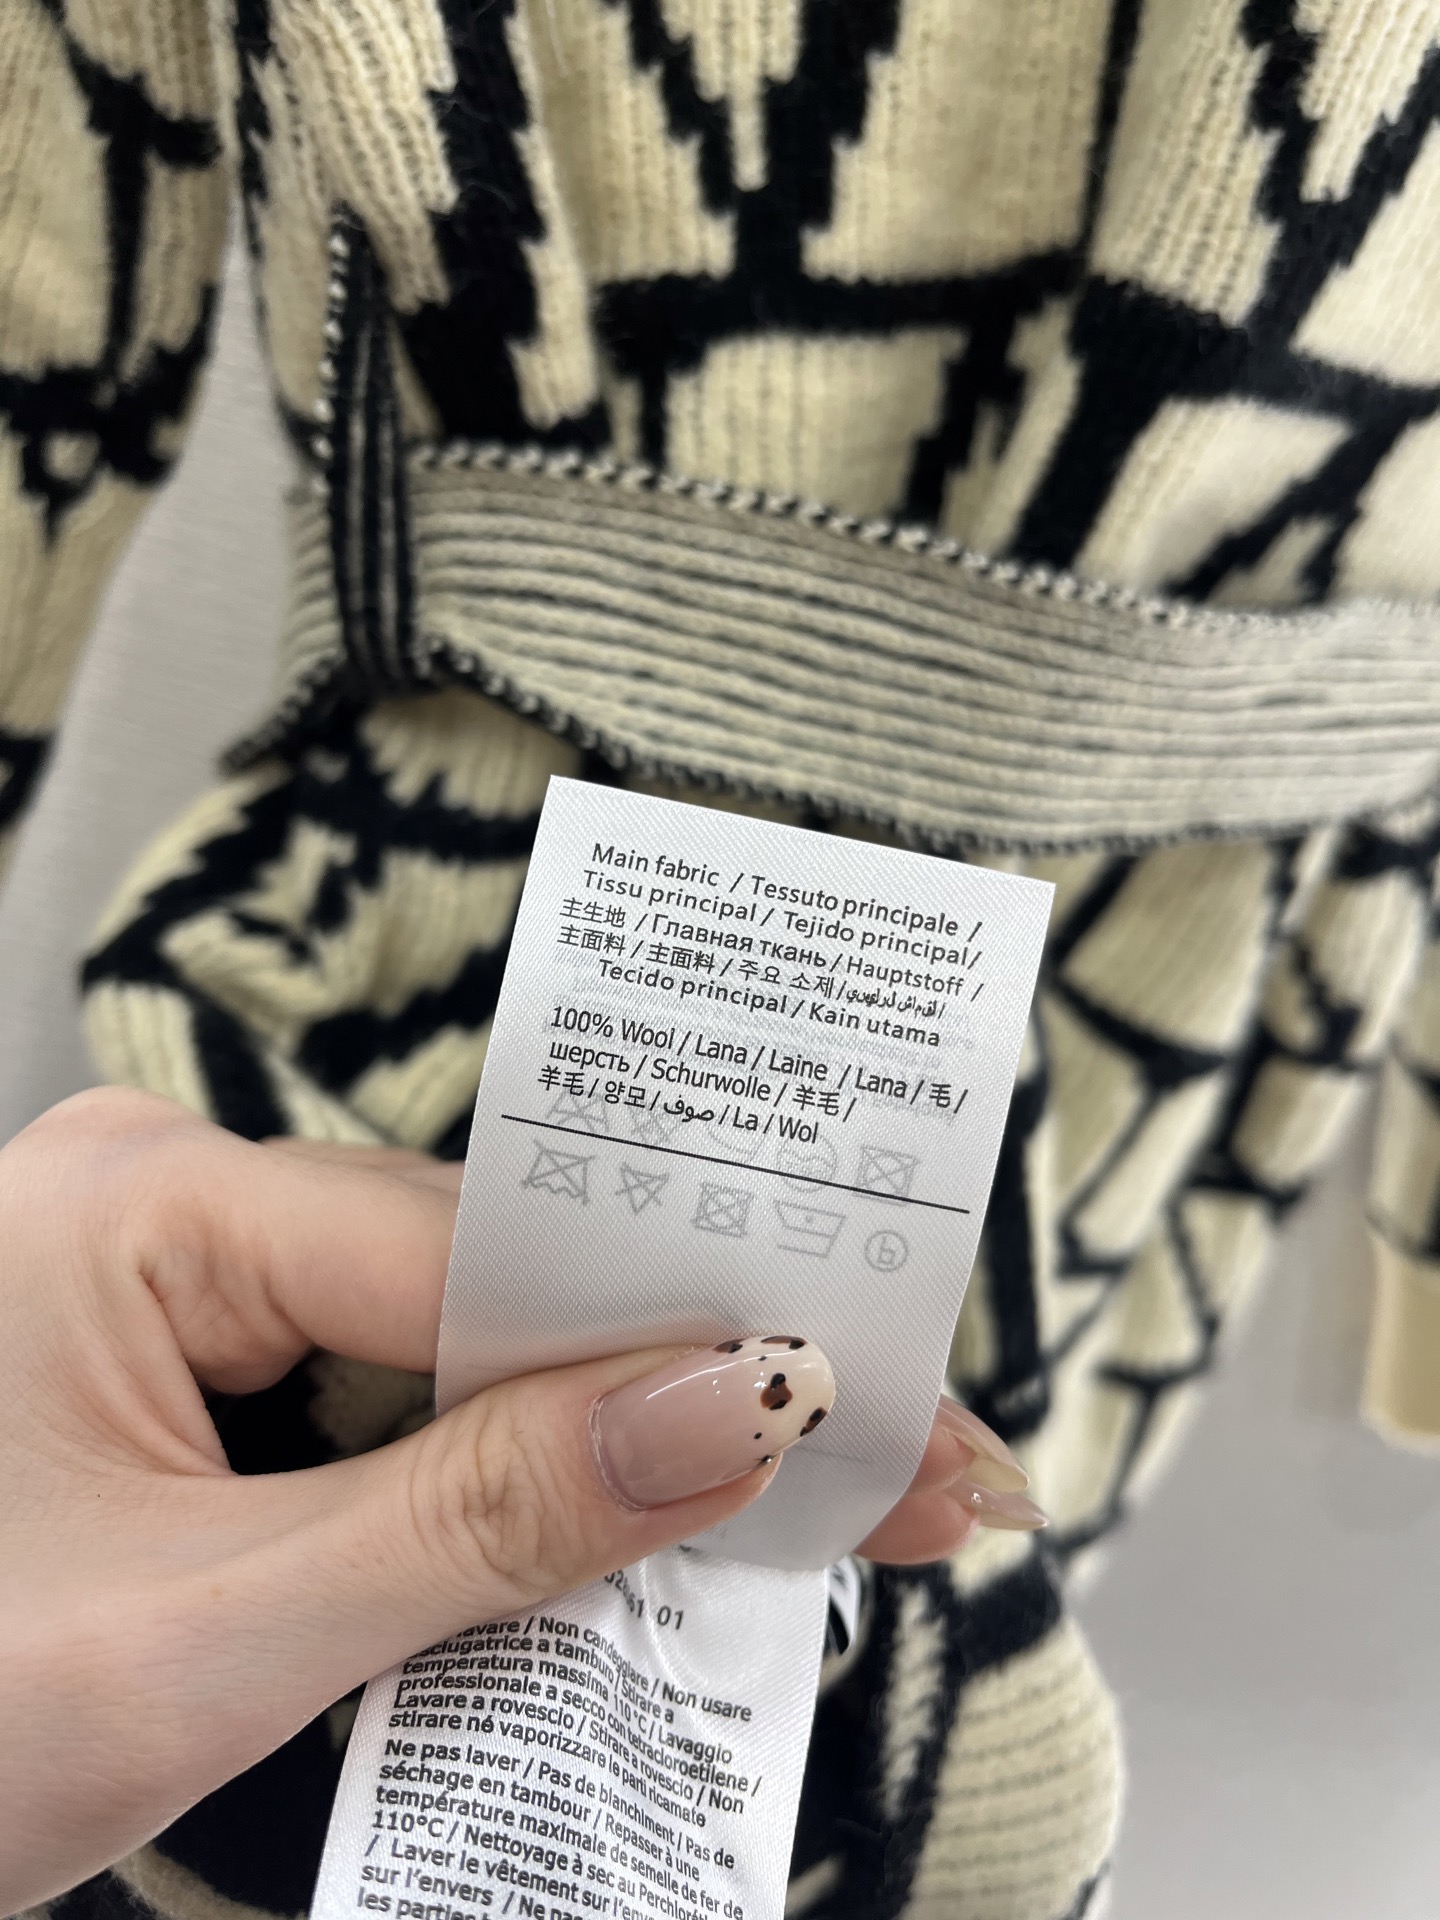 Main fabric / Tessuto principale /
Tissu principal / Tejido principal /
主生地 / Главная ткань / Hauptstoff /
主面料 / 主面料 / 주요 소재 /
Tecido principal / Kain utama
100% Wool / Lana / Laine / Lana / 毛 /
шерсть / Schurwolle / 羊毛 /
羊毛 / 양모 / صوف / La / Wol
01
lavare / Non candeggiare / Non usare
asciugatrice a tamburo / Stirare a
temperatura massima 110°C / Lavaggio
professionale a secco con tetracloroetilene /
Lavare a rovescio / Stirare a rovescio / Non
stirare né vaporizzare le parti ricamate
Ne pas laver / Pas de blanchiment / Pas de
séchage en tambour / Repasser à une
température maximale de semelle de fer de
110°C / Nettoyage à sec au
/ Laver le vêtement sur
sur l'envers / Ne pas
les parties